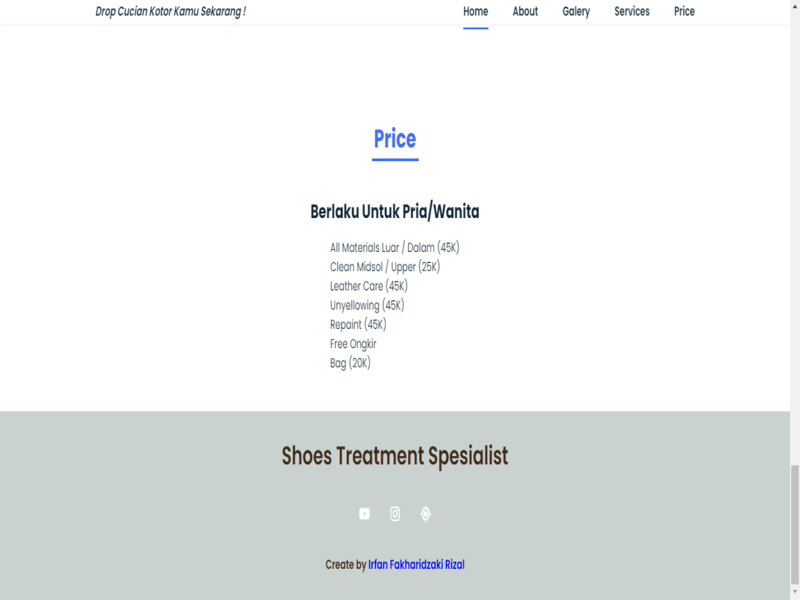 Drop Cucian Kotor Kamu Sekarang !
Home About Galery Services Price
Price
Berlaku Untuk Pria/Wanita
All Materials Luar / Dalam (45K)
Clean Midsol / Upper (25K)
Leather Care (45K)
Unyellowing (45K)
Repaint (45K)
Free Ongkir
Bag (20K)
Shoes Treatment Spesialist
Create by Irfan Fakharidzaki Rizal